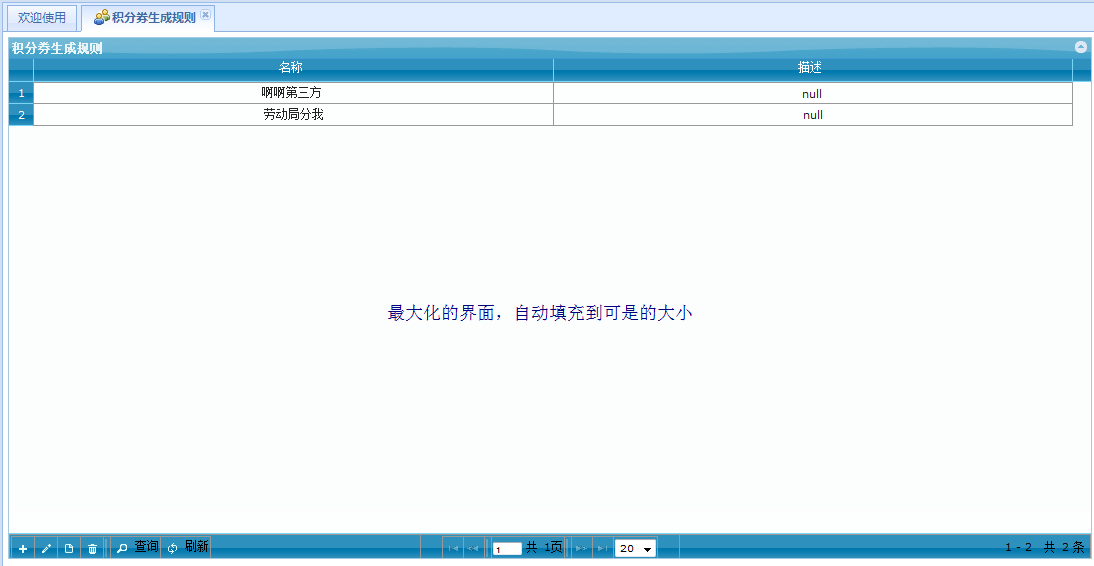 欢迎使用 积分券生成规则
积分券生成规则
名称 描述
1 啊啊第三方 null
2 劳动局分我 null
最大化的界面，自动填充到可是的大小
查询 刷新 1 共 1页 20 1 - 2 共 2 条